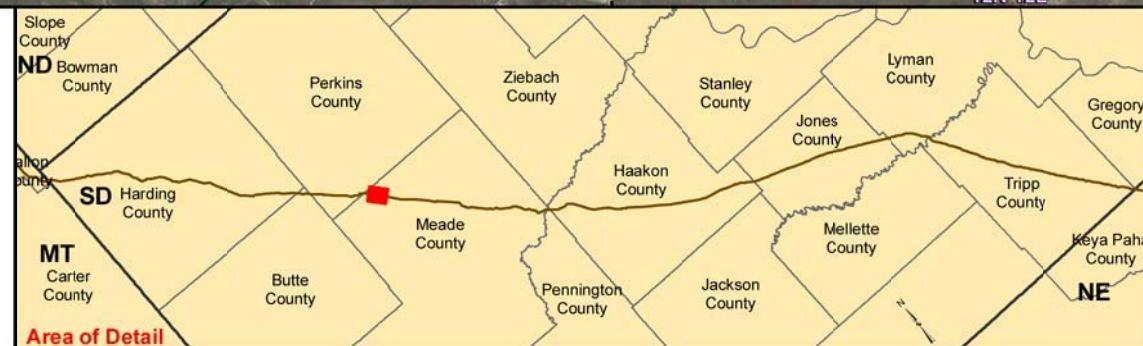 Slope
County
ND
Bowman
County
Perkins
County
Ziebach
County
Stanley
County
Lyman
County
Gregory
County
Jones
County
Haakon
County
SD
Harding
County
Meade
County
Tripp
County
Mellette
County
Keya Paha
County
MT
Carter
County
Butte
County
Pennington
County
Jackson
County
NE
N
Area of Detail